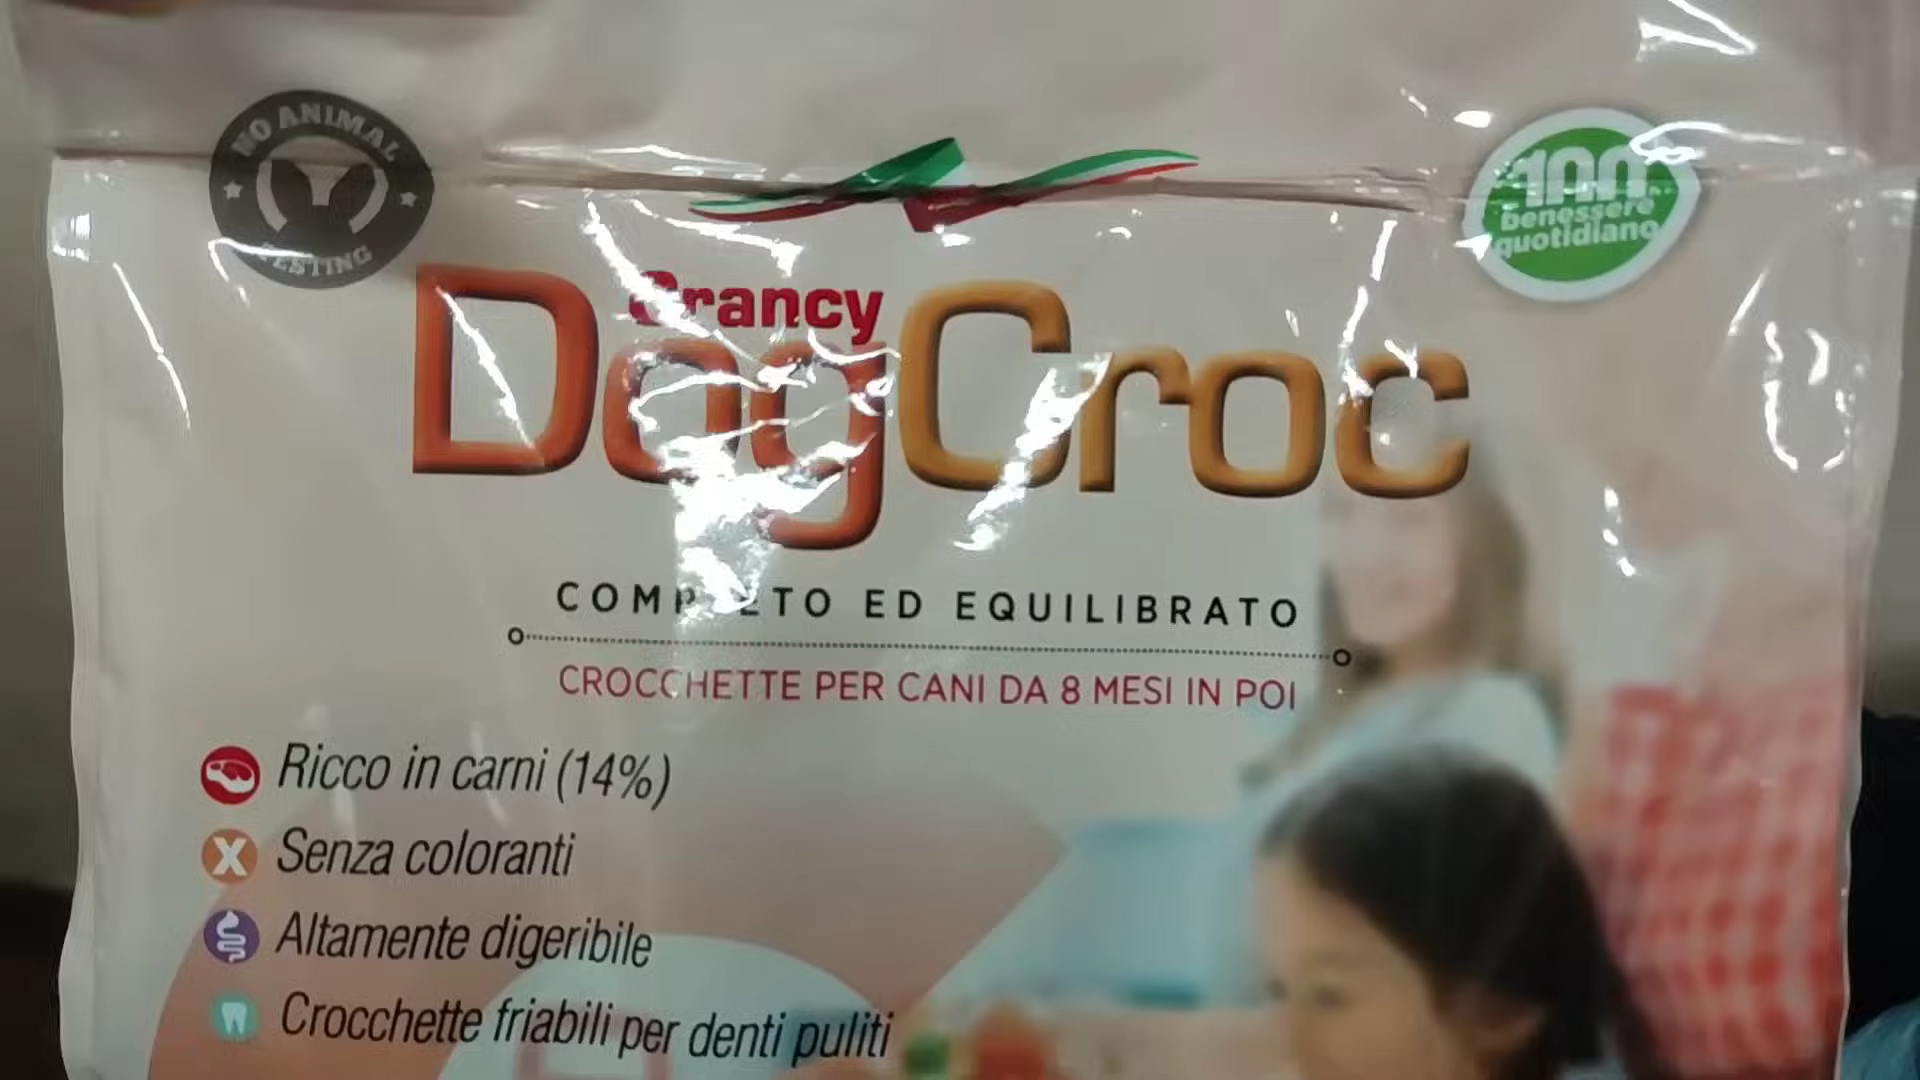 NO ANIMAL
TESTING
100%
benessere
quotidiano
Crancy
DogCroc
COMPLETO ED EQUILIBRATO
CROCCHETTE PER CANI DA 8 MESI IN POI
Ricco in carni (14%)
Senza coloranti
Altamente digeribile
Crocchette friabili per denti puliti